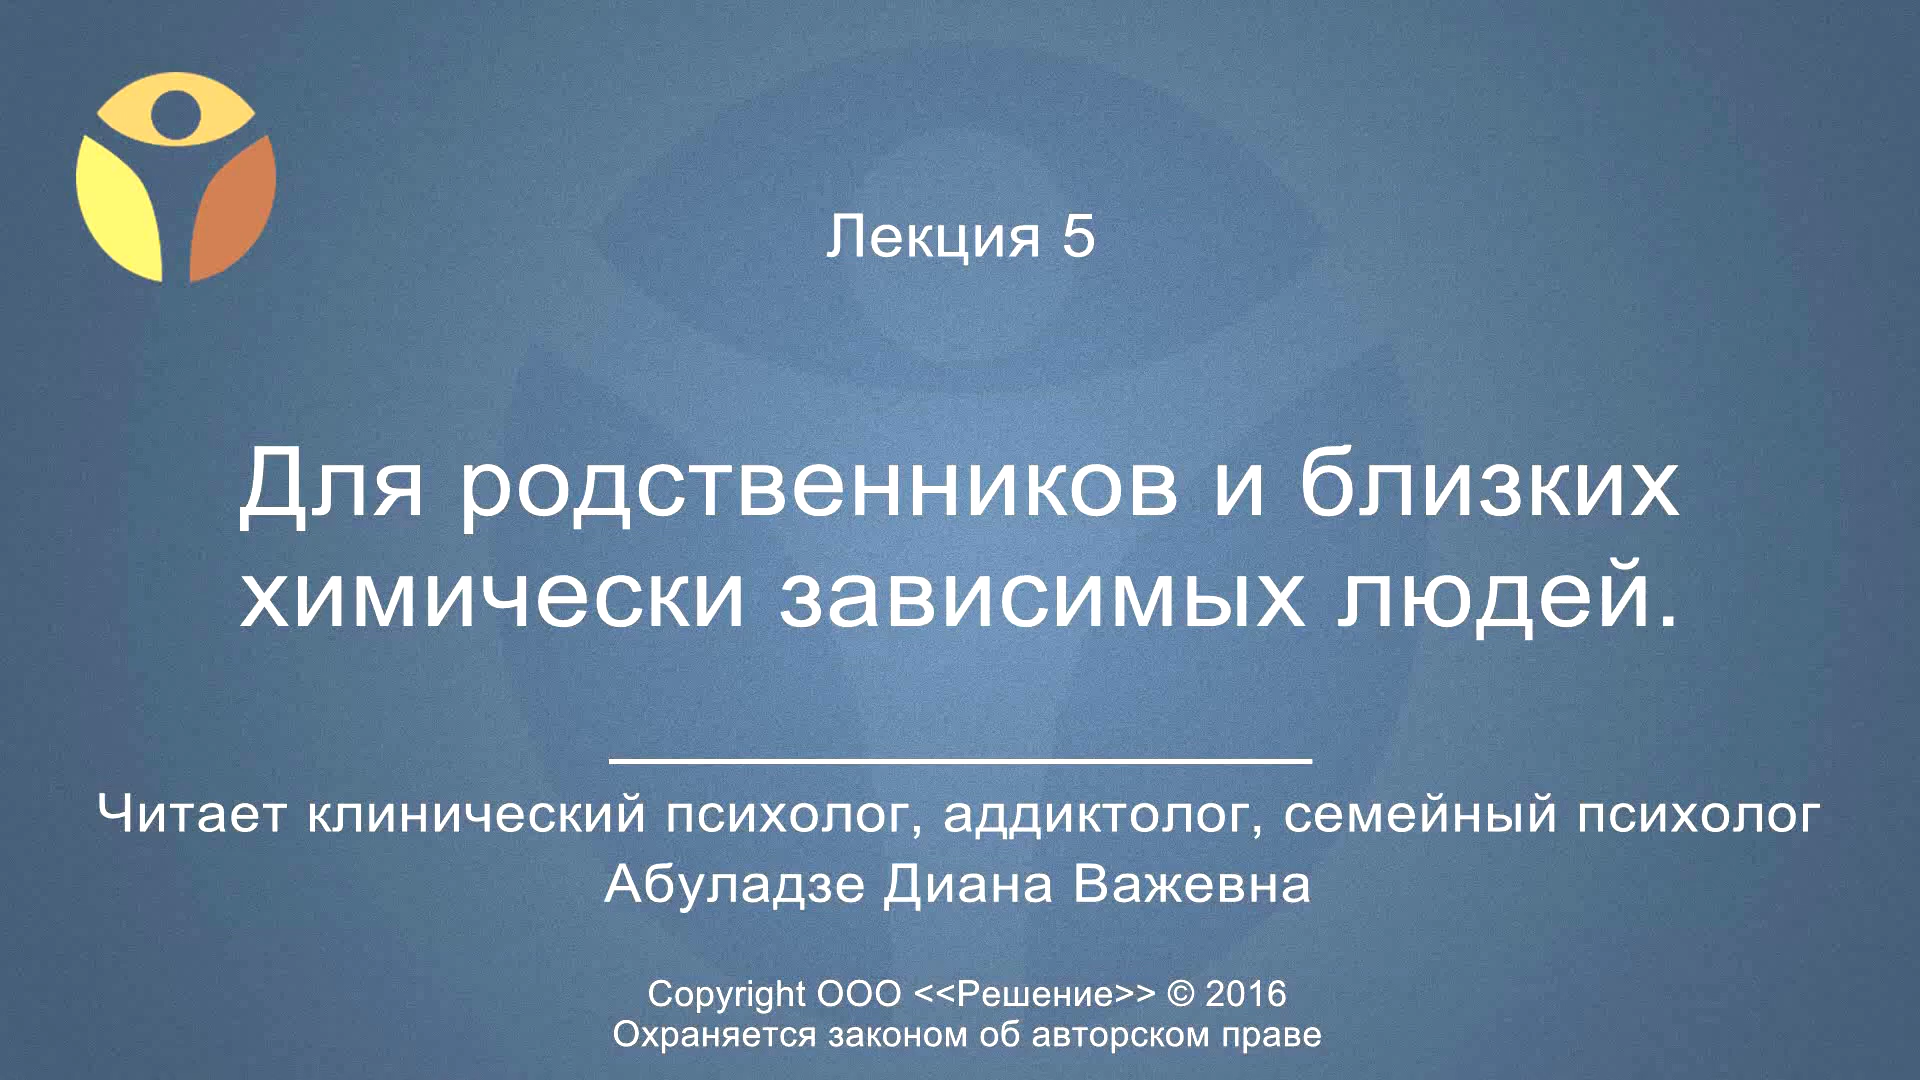 Лекция 5
Для родственников и близких
химически зависимых людей.
Читает клинический психолог, аддиктолог, семейный психолог
Абуладзе Диана Важевна
Copyright ООО <<Решение>> © 2016
Охраняется законом об авторском праве